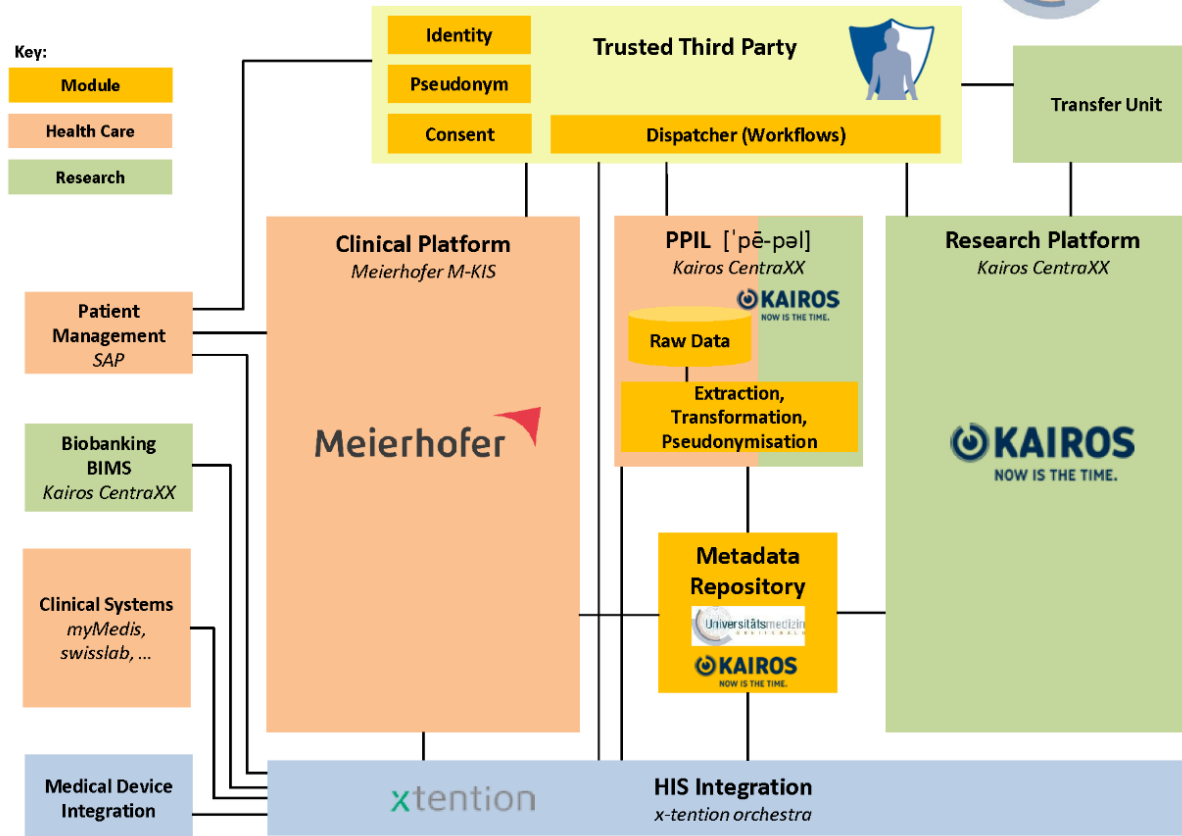 Key:
Module
Health Care
Research
Identity
Pseudonym
Consent
Trusted Third Party
Dispatcher (Workflows)
Transfer Unit
Clinical Platform
Meierhofer M-KIS
Meierhofer
PPIL [ˈpē-pəl]
Kairos CentraXX
KAIROS
NOW IS THE TIME.
Raw Data
Extraction,
Transformation,
Pseudonymisation
Research Platform
Kairos CentraXX
KAIROS
NOW IS THE TIME.
Patient
Management
SAP
Biobanking
BIMS
Kairos CentraXX
Clinical Systems
myMedis,
swisslab, ...
Medical Device
Integration
Metadata
Repository
Universitätsmedizin
GREIFSWALD
KAIROS
NOW IS THE TIME.
xtention
HIS Integration
x-tention orchestra